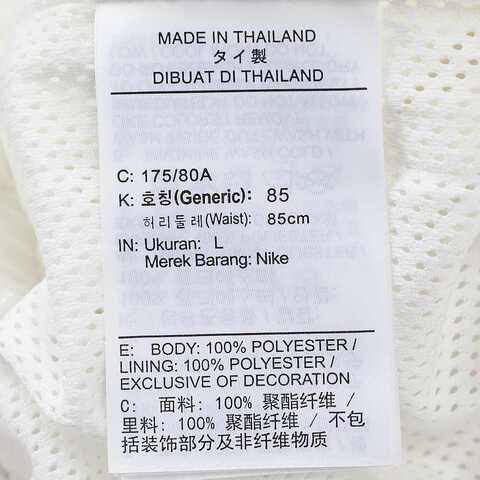 MADE IN THAILAND
タイ製
DIBUAT DI THAILAND
C: 175/80A
K: 호칭(Generic): 85
허리둘레(Waist): 85cm
IN: Ukuran: L
Merek Barang: Nike
E: BODY: 100% POLYESTER /
LINING: 100% POLYESTER /
EXCLUSIVE OF DECORATION
C: 面料: 100% 聚酯纤维 /
里料: 100% 聚酯纤维 / 不包
括装饰部分及非纤维物质